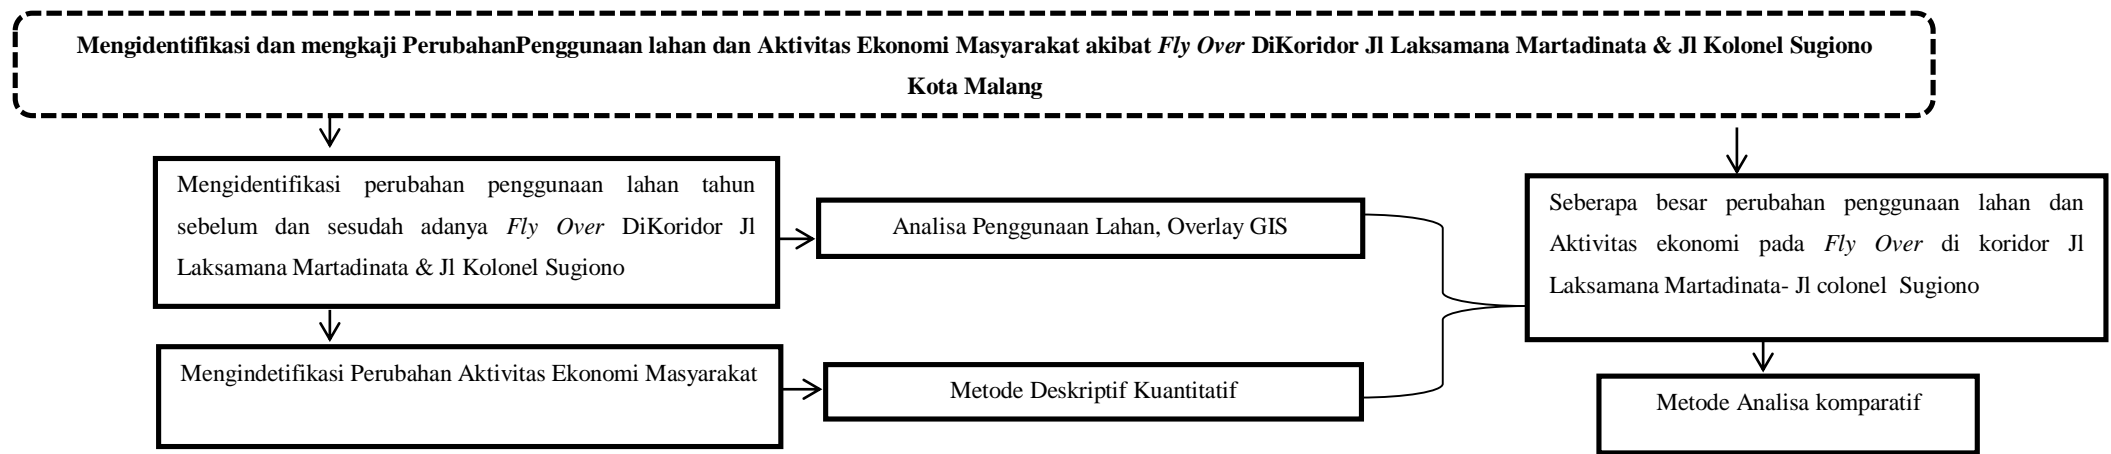 Mengidentifikasi dan mengkaji PerubahanPenggunaan lahan dan Aktivitas Ekonomi Masyarakat akibat Fly Over DiKoridor Jl Laksamana Martadinata & Jl Kolonel Sugiono
Kota Malang
Mengidentifikasi perubahan penggunaan lahan tahun
sebelum dan sesudah adanya Fly Over DiKoridor Jl
Laksamana Martadinata & Jl Kolonel Sugiono
Analisa Penggunaan Lahan, Overlay GIS
Seberapa besar perubahan penggunaan lahan dan
Aktivitas ekonomi pada Fly Over di koridor Jl
Laksamana Martadinata- Jl colonel Sugiono
Mengindetifikasi Perubahan Aktivitas Ekonomi Masyarakat
Metode Deskriptif Kuantitatif
Metode Analisa komparatif